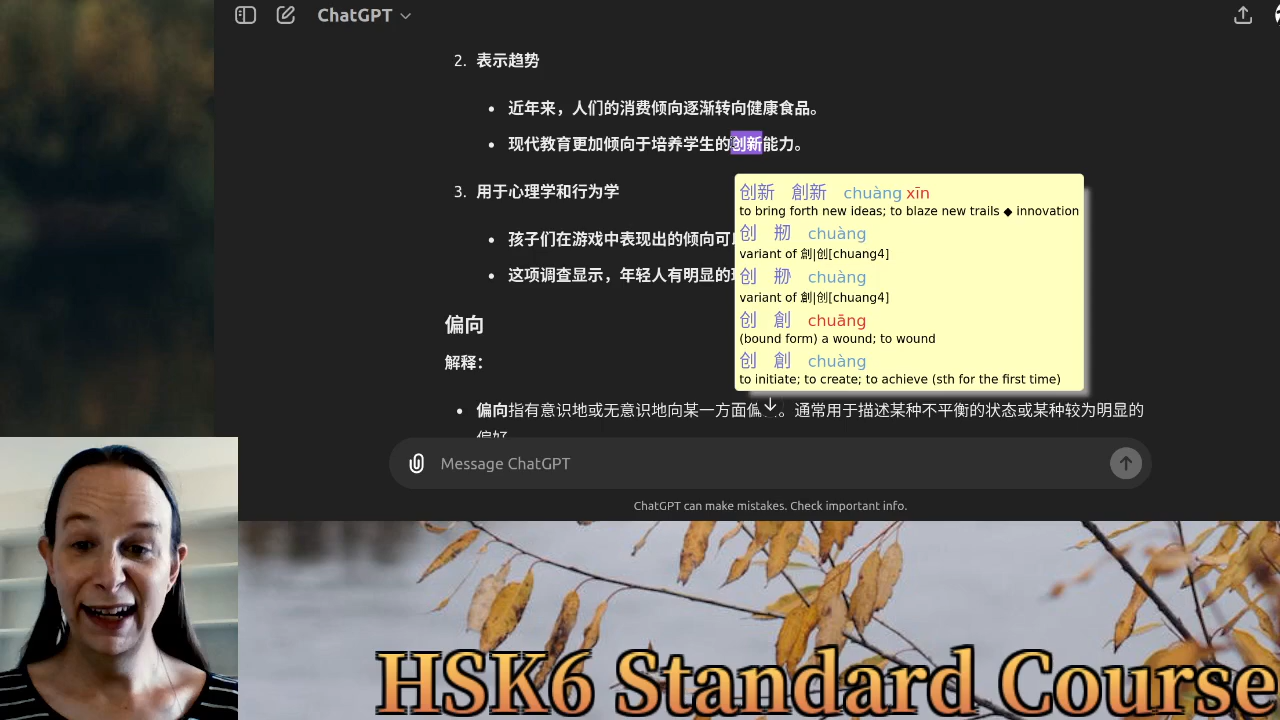 ChatGPT
2. 表示趋势
• 近年来，人们的消费倾向逐渐转向健康食品。
• 现代教育更加倾向于培养学生的创新能力。
3. 用于心理学和行为学
• 孩子们在游戏中表现出的倾向可
• 这项调查显示，年轻人有明显的
创新 創新 chuàng xīn
to bring forth new ideas; to blaze new trails ◆ innovation
创 刱 chuàng
variant of 創|创[chuang4]
创 剙 chuàng
variant of 創|创[chuang4]
创 創 chuāng
(bound form) a wound; to wound
创 創 chuàng
to initiate; to create; to achieve (sth for the first time)
偏向
解释：
• 偏向指有意识地或无意识地向某一方面偏。通常用于描述某种不平衡的状态或某种较为明显的
偏好
Message ChatGPT
ChatGPT can make mistakes. Check important info.
HSK6 Standard Course